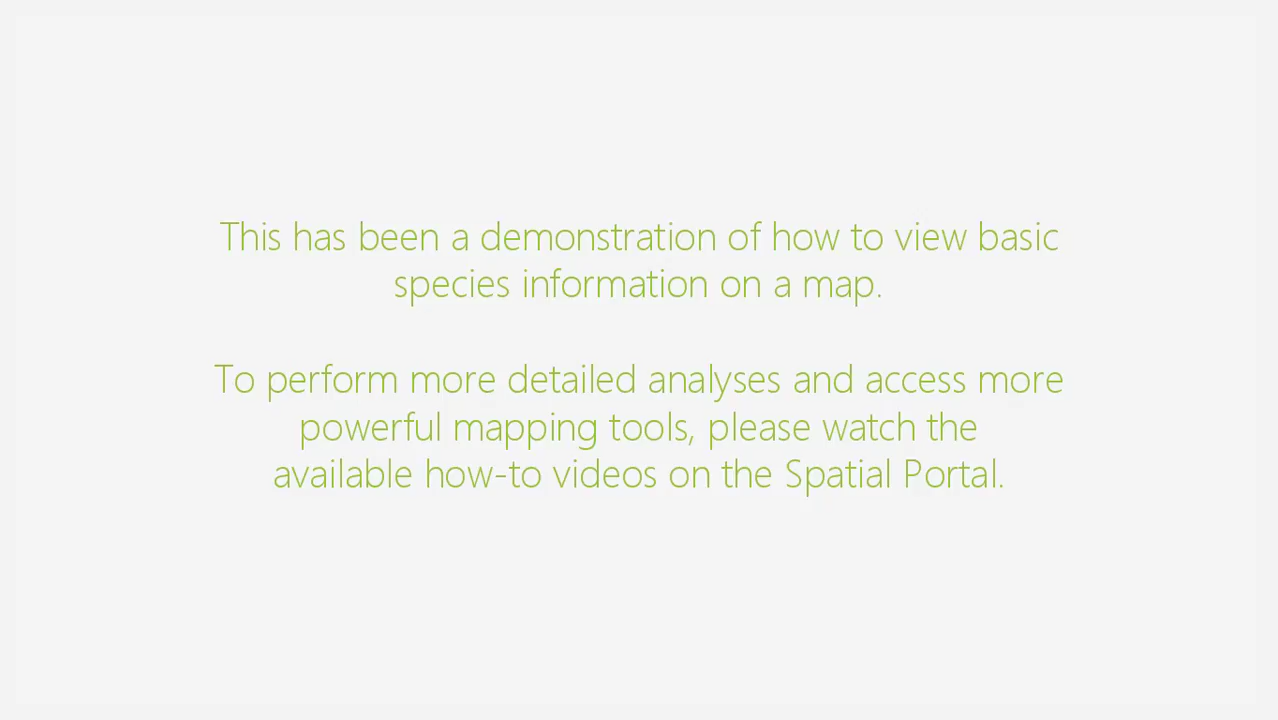 This has been a demonstration of how to view basic
species information on a map.
To perform more detailed analyses and access more
powerful mapping tools, please watch the
available how-to videos on the Spatial Portal.